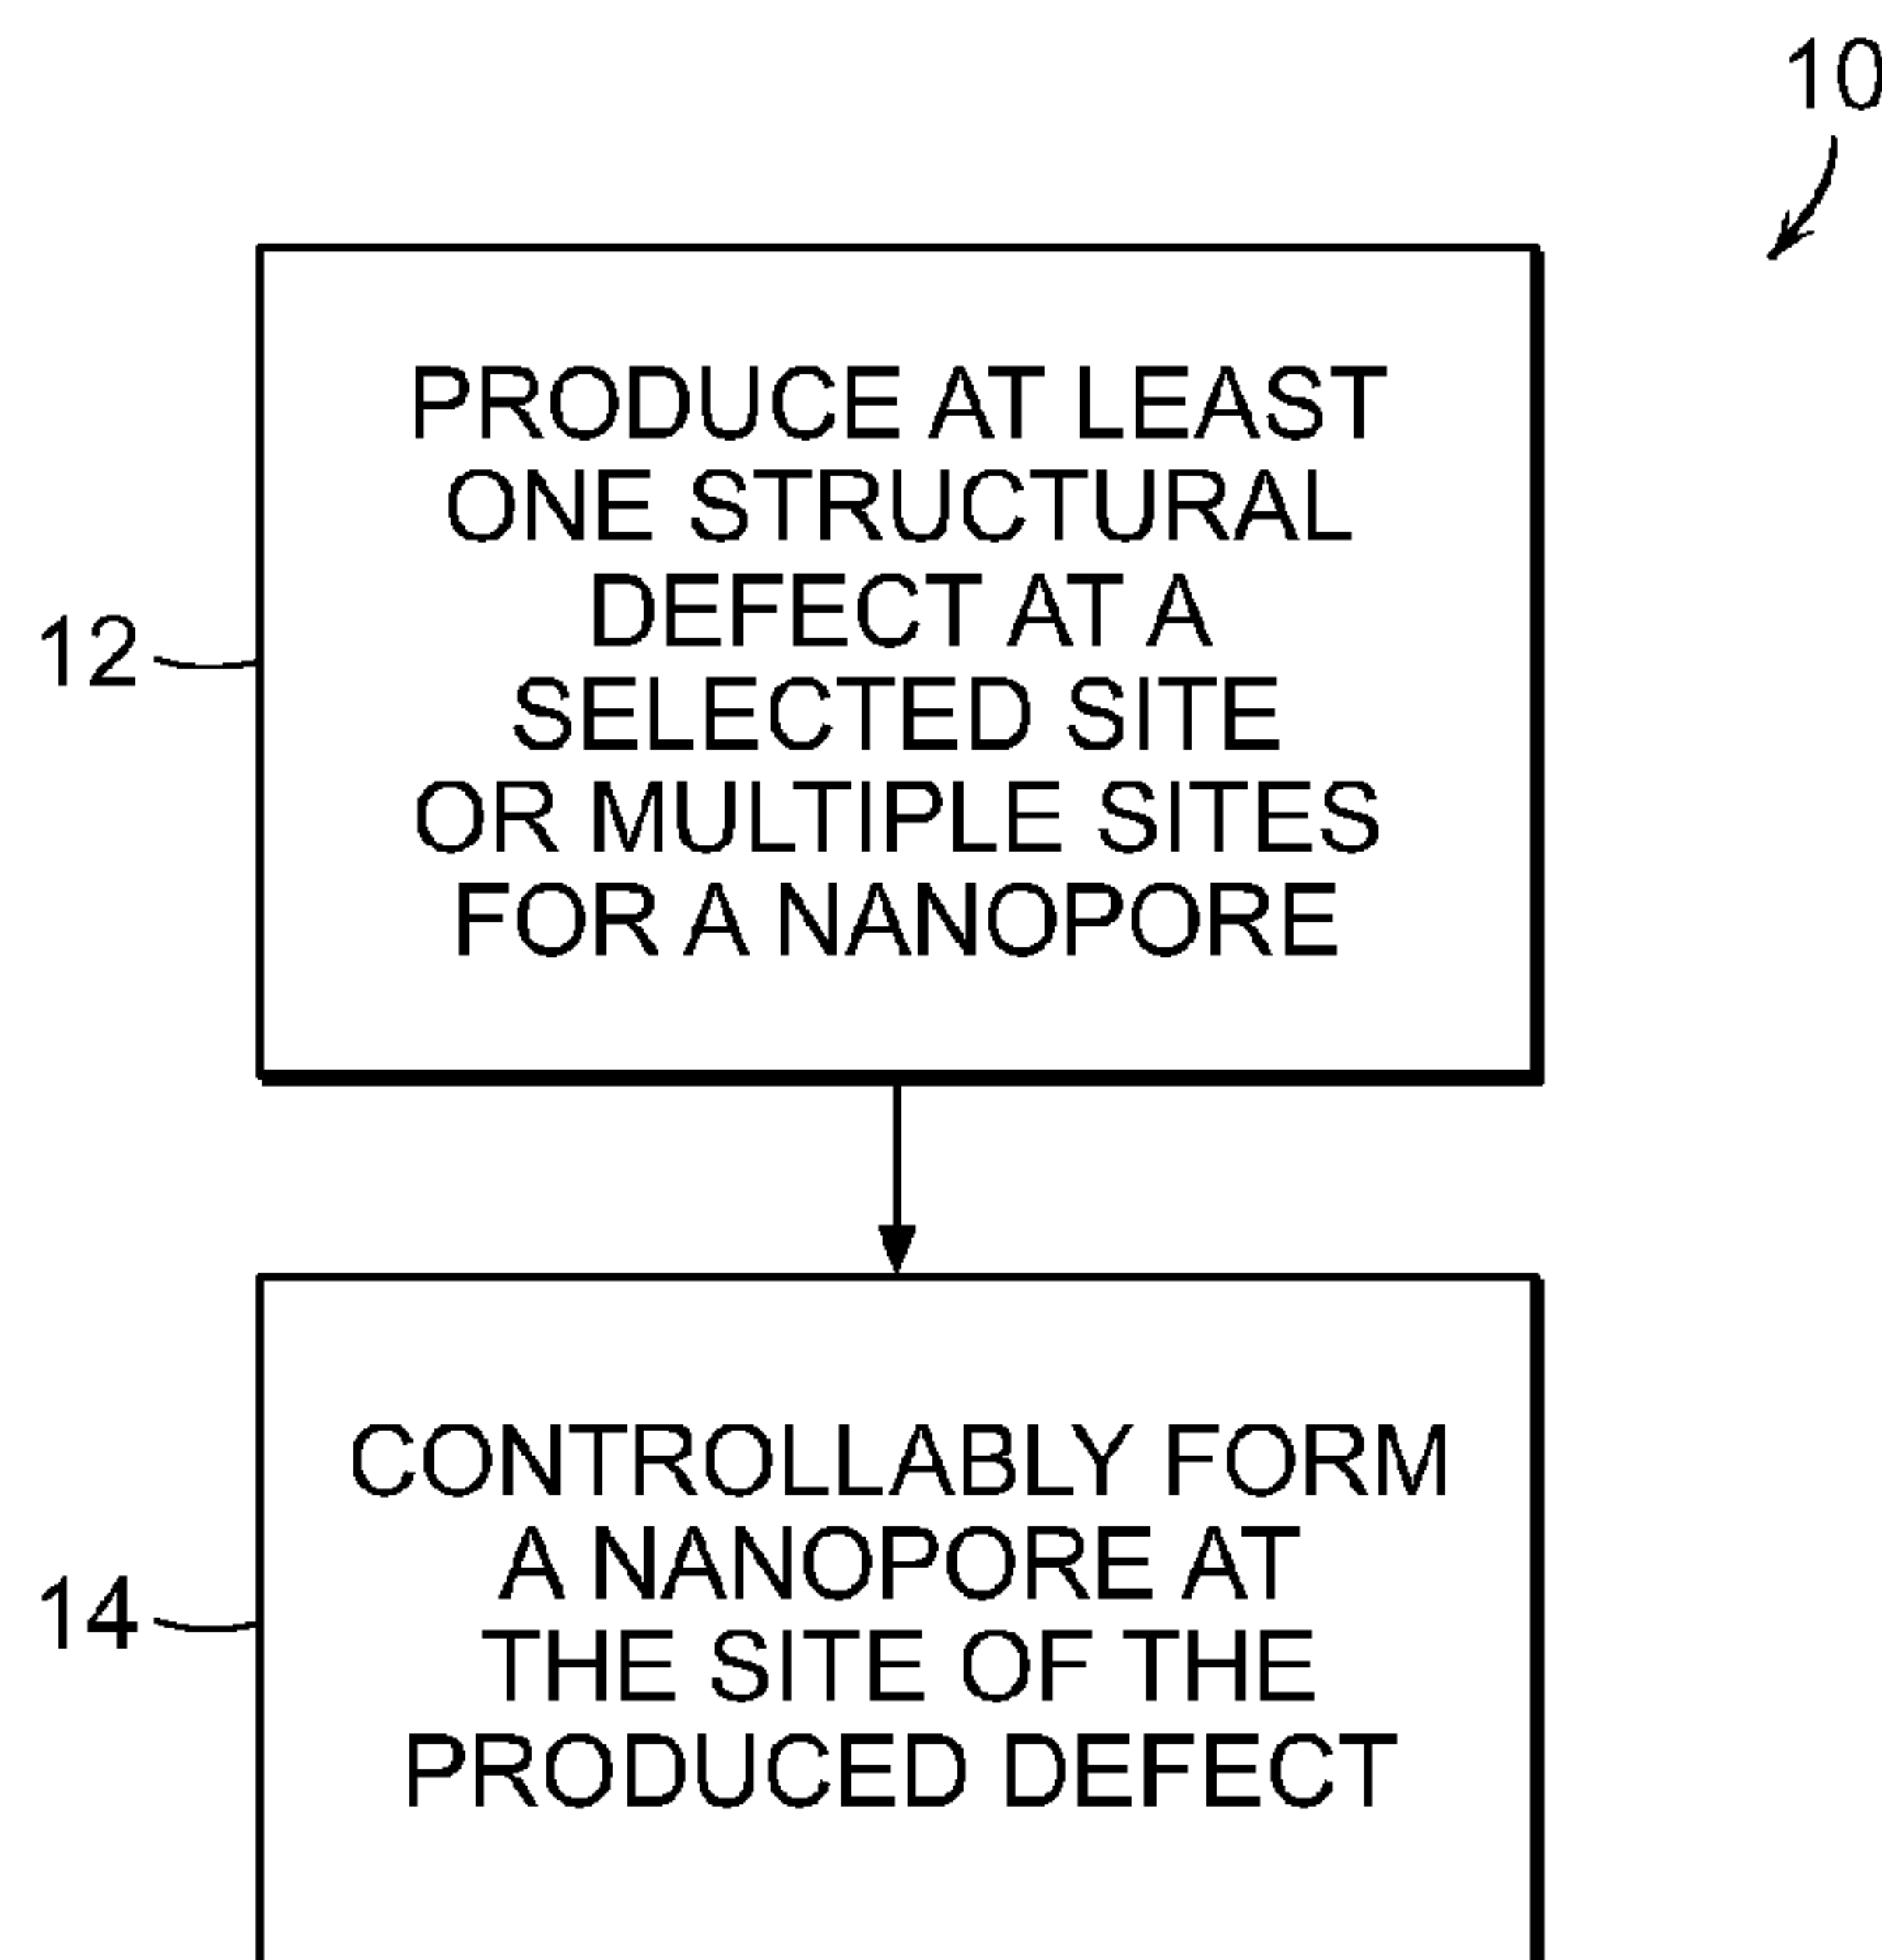 10
PRODUCE AT LEAST
ONE STRUCTURAL
DEFECT AT A
SELECTED SITE
OR MULTIPLE SITES
FOR A NANOPORE
12
CONTROLLABLY FORM
A NANOPORE AT
THE SITE OF THE
PRODUCED DEFECT
14